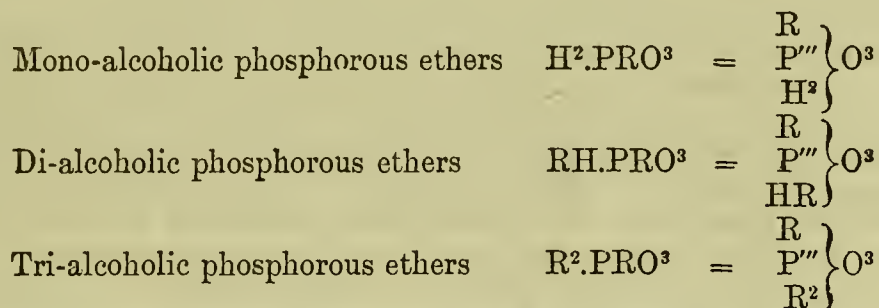 R
Mono-alcoholic phosphorous ethers H².PRO³ = P‴}O³
H²
R
Di-alcoholic phosphorous ethers RH.PRO³ = P‴}O³
HR
R
Tri-alcoholic phosphorous ethers R².PRO³ = P‴}O³
R²